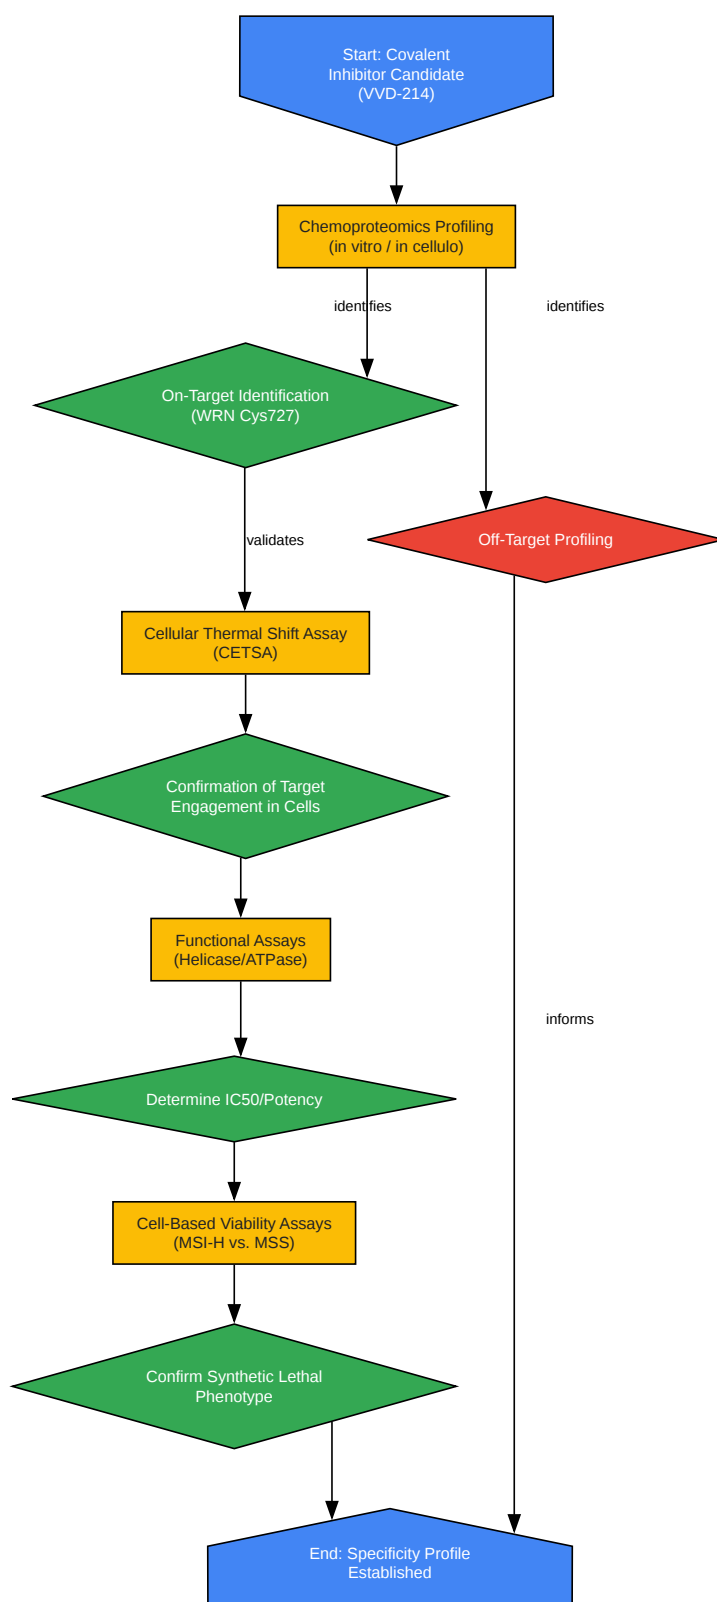 Start: Covalent
Inhibitor Candidate
(VVD-214)
Chemoproteomics Profiling
(in vitro / in cellulo)
identifies
identifies
On-Target Identification
(WRN Cys727)
validates
Off-Target Profiling
Cellular Thermal Shift Assay
(CETSA)
Confirmation of Target
Engagement in Cells
Functional Assays
(Helicase/ATPase)
informs
Determine IC50/Potency
Cell-Based Viability Assays
(MSI-H vs. MSS)
Confirm Synthetic Lethal
Phenotype
End: Specificity Profile
Established